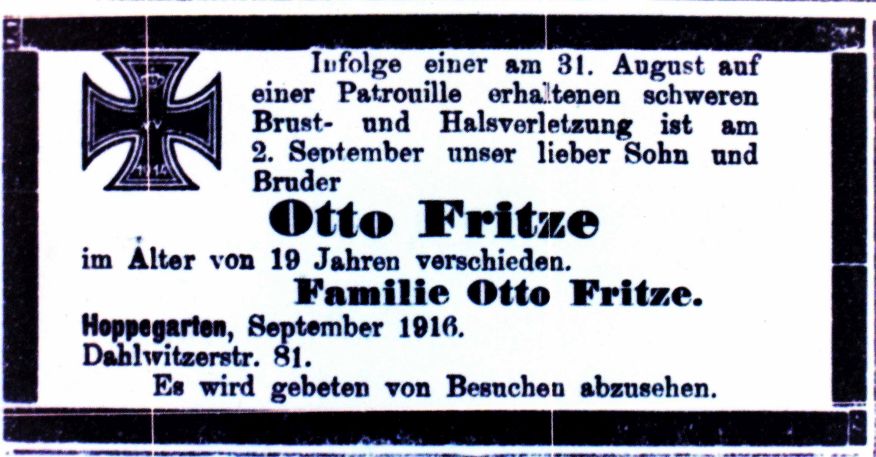 Infolge einer am 31. August auf
einer Patrouille erhaltenen schweren
Brust- und Halsverletzung ist am
2. September unser lieber Sohn und
Bruder
Otto Fritze
im Alter von 19 Jahren verschieden.
Familie Otto Fritze.
Hoppegarten, September 1916.
Dahlwitzerstr. 81.
Es wird gebeten von Besuchen abzusehen.
W
1914